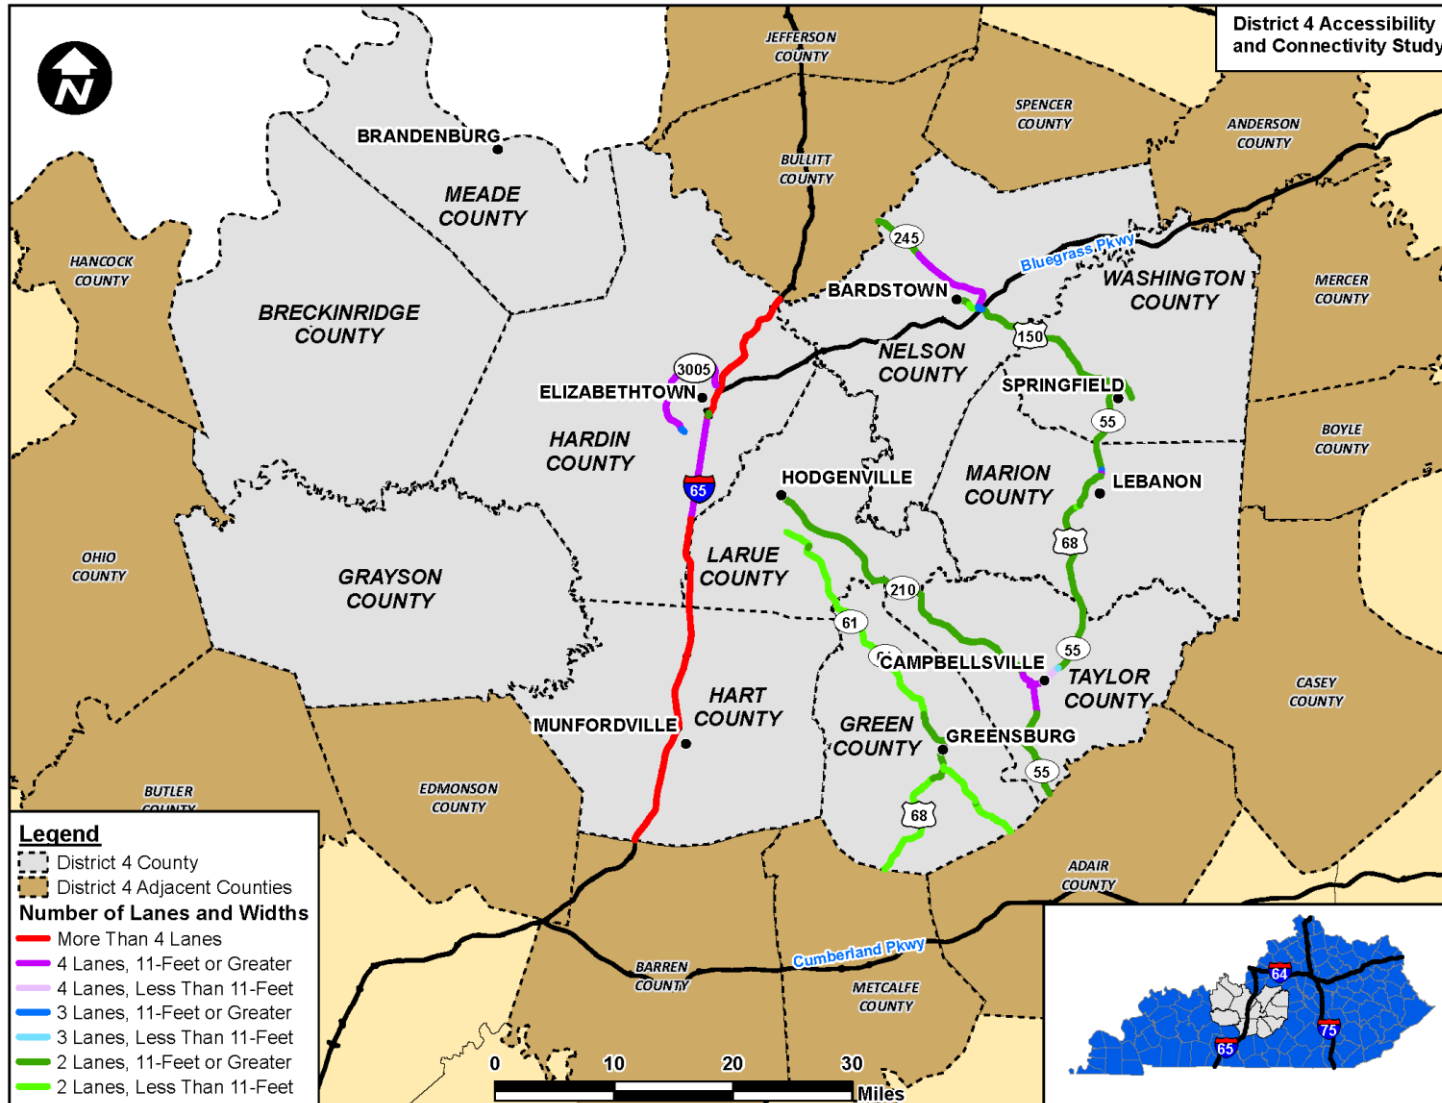 District 4 Accessibility
and Connectivity Study
N
JEFFERSON
COUNTY
SPENCER
COUNTY
ANDERSON
COUNTY
BRANDENBURG
BULLITT
COUNTY
MEADE
COUNTY
HANCOCK
COUNTY
245
Bluegrass Pkwy
WASHINGTON
COUNTY
MERCER
COUNTY
BARDSTOWN
BRECKINRIDGE
COUNTY
150
NELSON
COUNTY
3005
ELIZABETHTOWN
SPRINGFIELD
55
HARDIN
COUNTY
BOYLE
COUNTY
HODGENVILLE
MARION
COUNTY
LEBANON
65
68
OHIO
COUNTY
LARUE
COUNTY
GRAYSON
COUNTY
210
61
55
CAMPBELLSVILLE
TAYLOR
COUNTY
CASEY
COUNTY
HART
COUNTY
MUNFORDVILLE
GREEN
COUNTY
GREENSBURG
55
EDMONSON
COUNTY
BUTLER
COUNTY
68
ADAIR
COUNTY
Cumberland Pkwy
BARREN
COUNTY
METCALFE
COUNTY
Legend
District 4 County
District 4 Adjacent Counties
Number of Lanes and Widths
More Than 4 Lanes
4 Lanes, 11-Feet or Greater
4 Lanes, Less Than 11-Feet
3 Lanes, 11-Feet or Greater
3 Lanes, Less Than 11-Feet
2 Lanes, 11-Feet or Greater
2 Lanes, Less Than 11-Feet
0 10 20 30
Miles
64
75
65